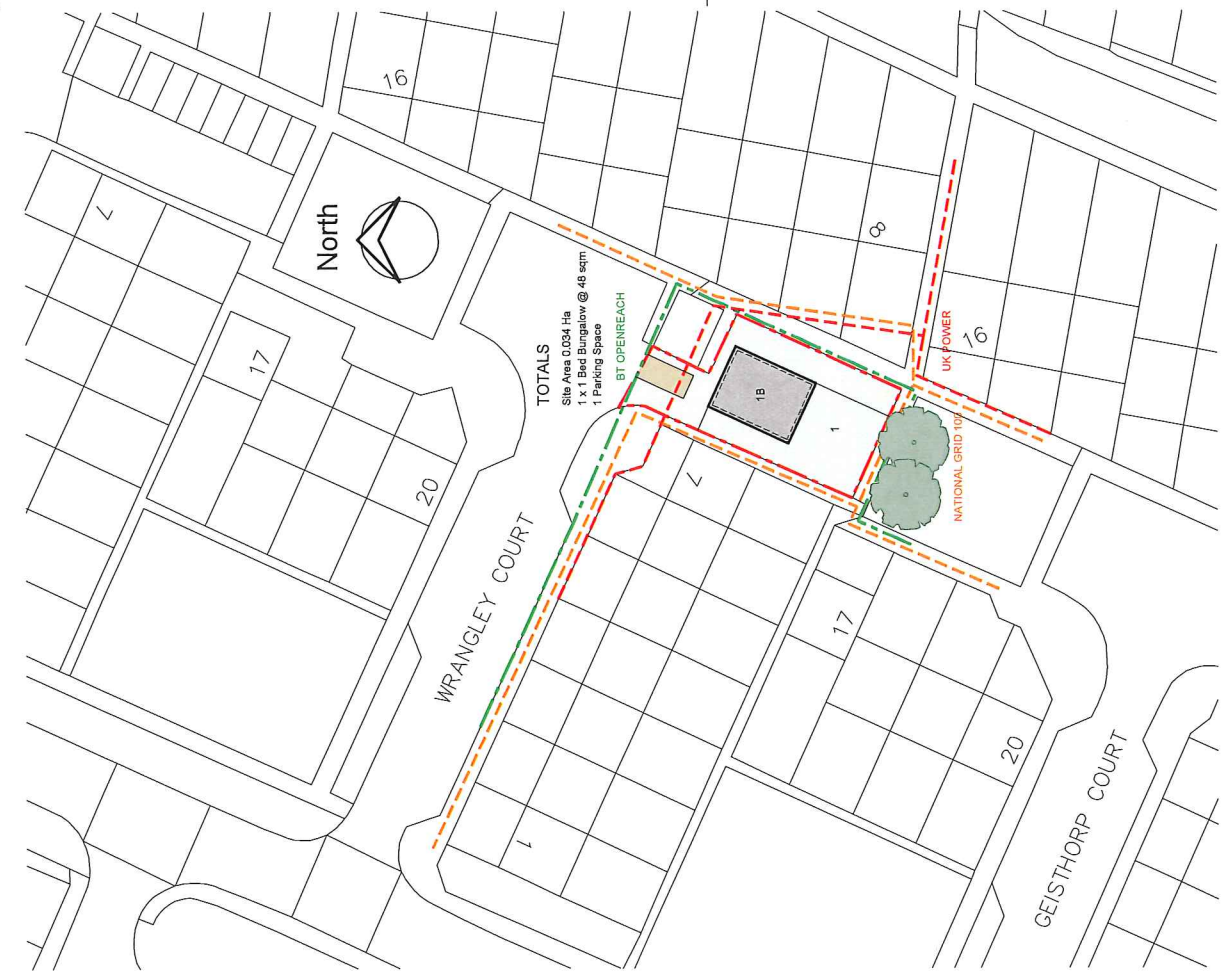 16
7
North
17
TOTALS
Site Area 0.034 Ha
1 x 1 Bed Bungalow @ 48 sqm
1 Parking Space
BT OPENREACH
8
UK POWER
16
20
1B
1
7
NATIONAL GRID 100
WRANGLEY COURT
17
20
1
GEISTHORP COURT